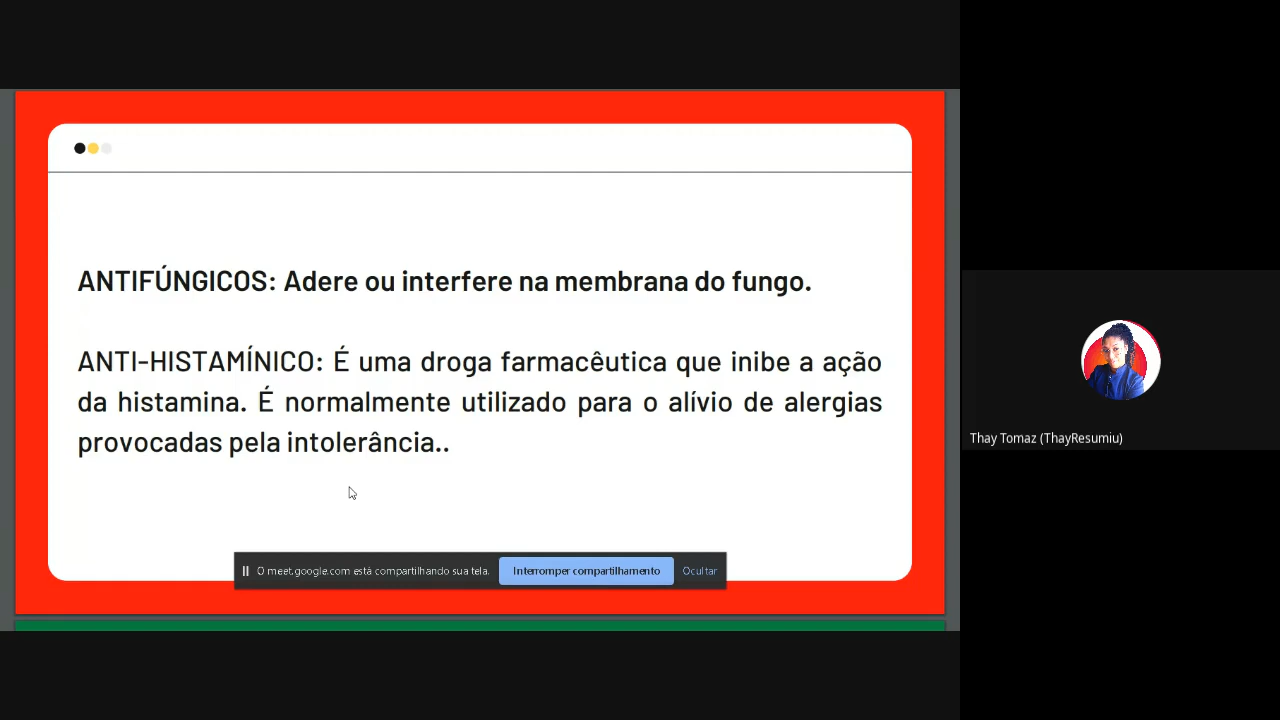 ANTIFÚNGICOS: Adere ou interfere na membrana do fungo.
ANTI-HISTAMÍNICO: É uma droga farmacêutica que inibe a ação
da histamina. É normalmente utilizado para o alívio de alergias
provocadas pela intolerância..
O meet.google.com está compartilhando sua tela.
Interromper compartilhamento
Ocultar
Thay Tomaz (ThayResumiu)